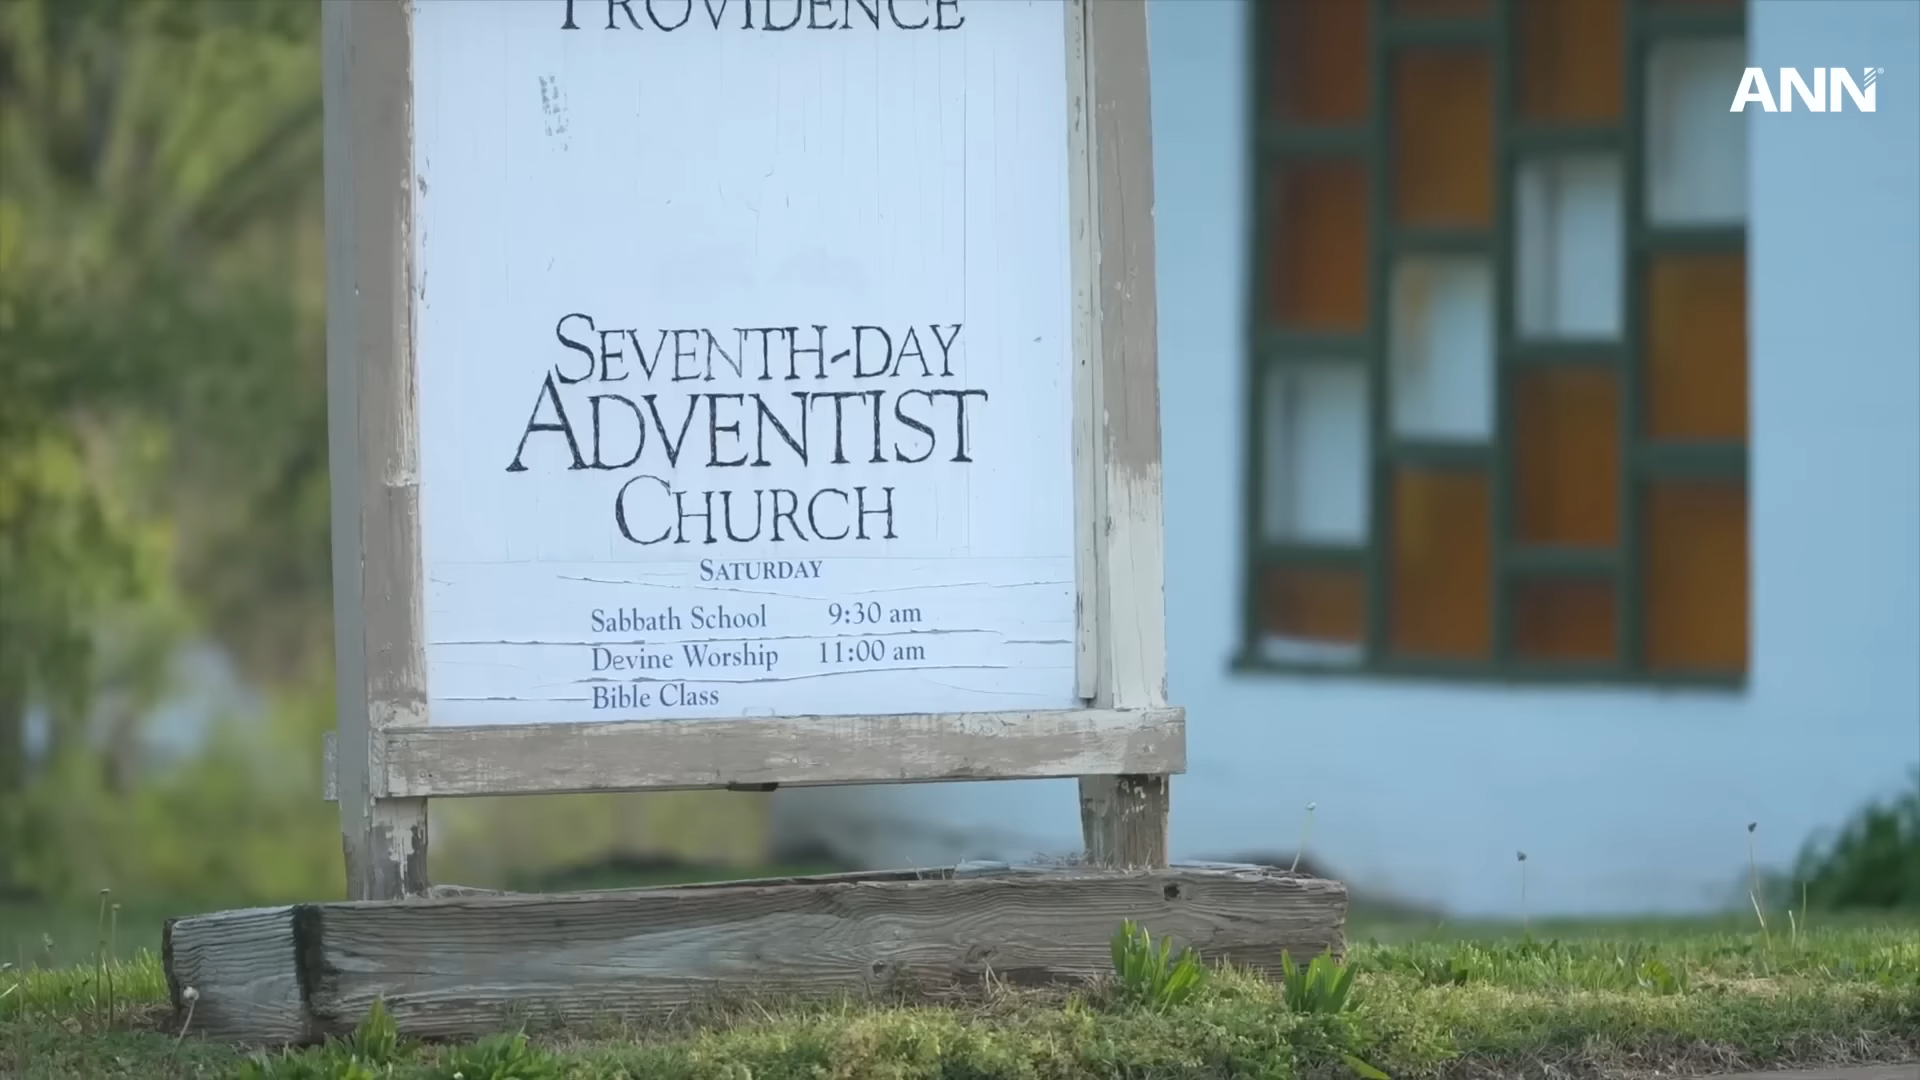 PROVIDENCE
ANN
SEVENTH-DAY
ADVENTIST
CHURCH
SATURDAY
Sabbath School 9:30 am
Devine Worship 11:00 am
Bible Class